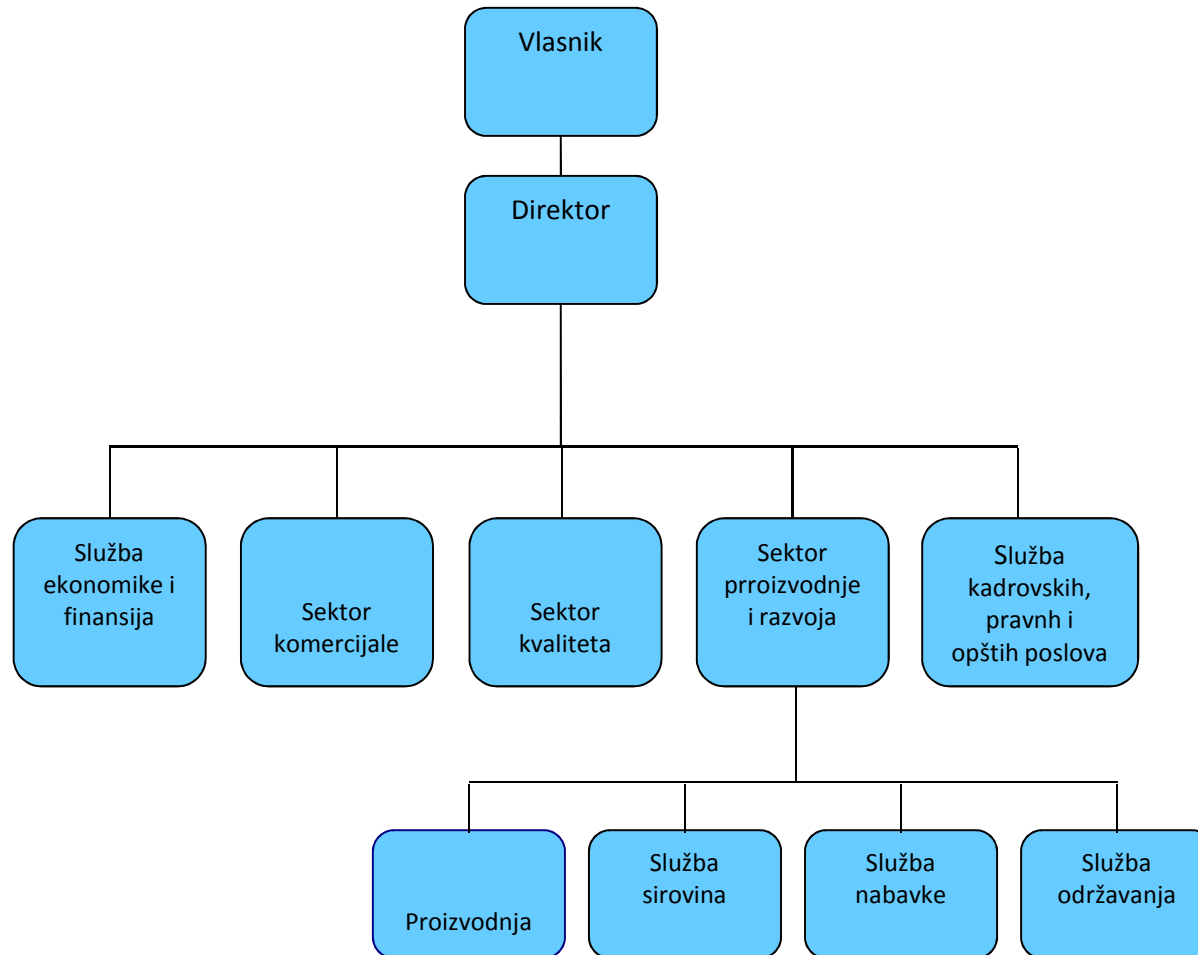 Vlasnik
Direktor
Služba
ekonomike i
finansija
Sektor
komercijale
Sektor
kvaliteta
Sektor
prroizvodnje
i razvoja
Služba
kadrovskih,
pravnh i
opštih poslova
Proizvodnja
Služba
sirovina
Služba
nabavke
Služba
održavanja